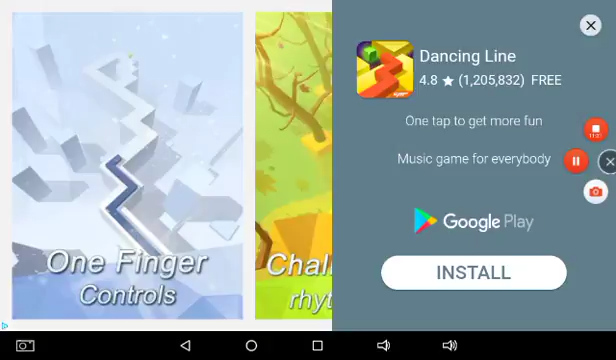 One Finger
Controls
Chal
rhyt
Dancing Line
4.8 ★ (1,205,832) FREE
One tap to get more fun
Music game for everybody
Google Play
INSTALL